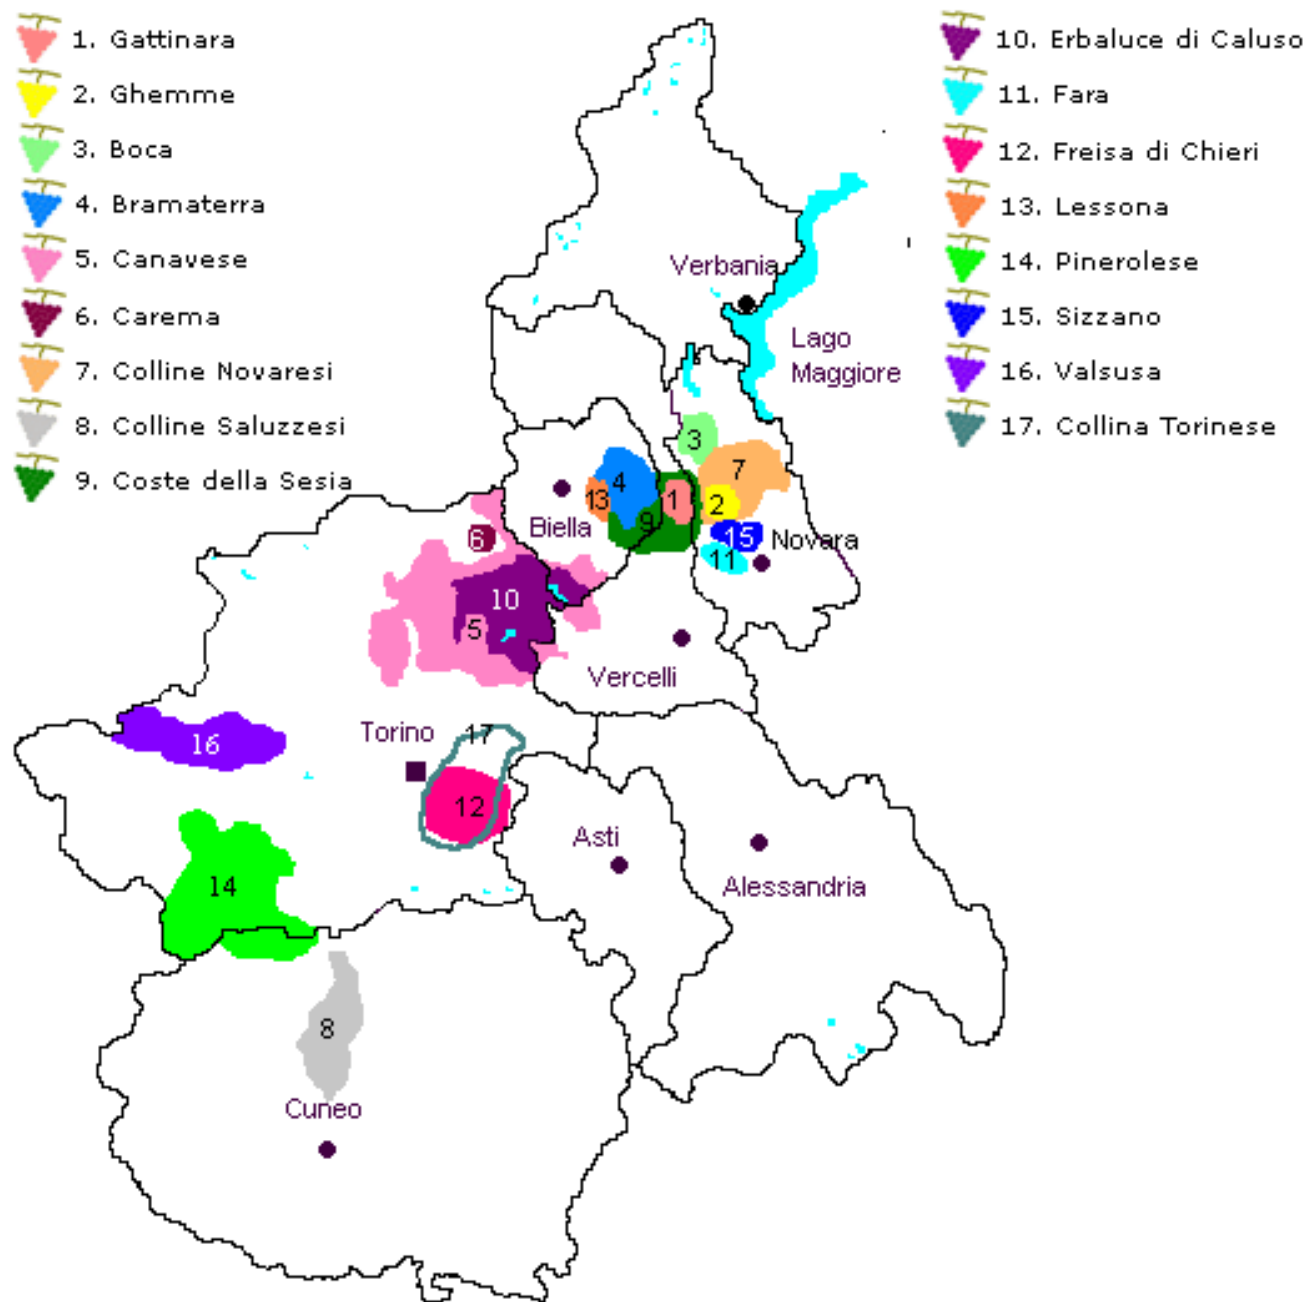 1. Gattinara
2. Ghemme
3. Boca
4. Bramaterra
5. Canavese
6. Carema
7. Colline Novaresi
8. Colline Saluzzesi
9. Coste della Sesia
10. Erbaluce di Caluso
11. Fara
12. Freisa di Chieri
13. Lessona
14. Pinerolese
15. Sizzano
16. Valsusa
17. Collina Torinese
Verbania
Lago
Maggiore
3
7
4
13
1
2
9
Biella
6
15
Novara
11
10
5
Vercelli
Torino
17
16
12
Asti
14
Alessandria
8
Cuneo